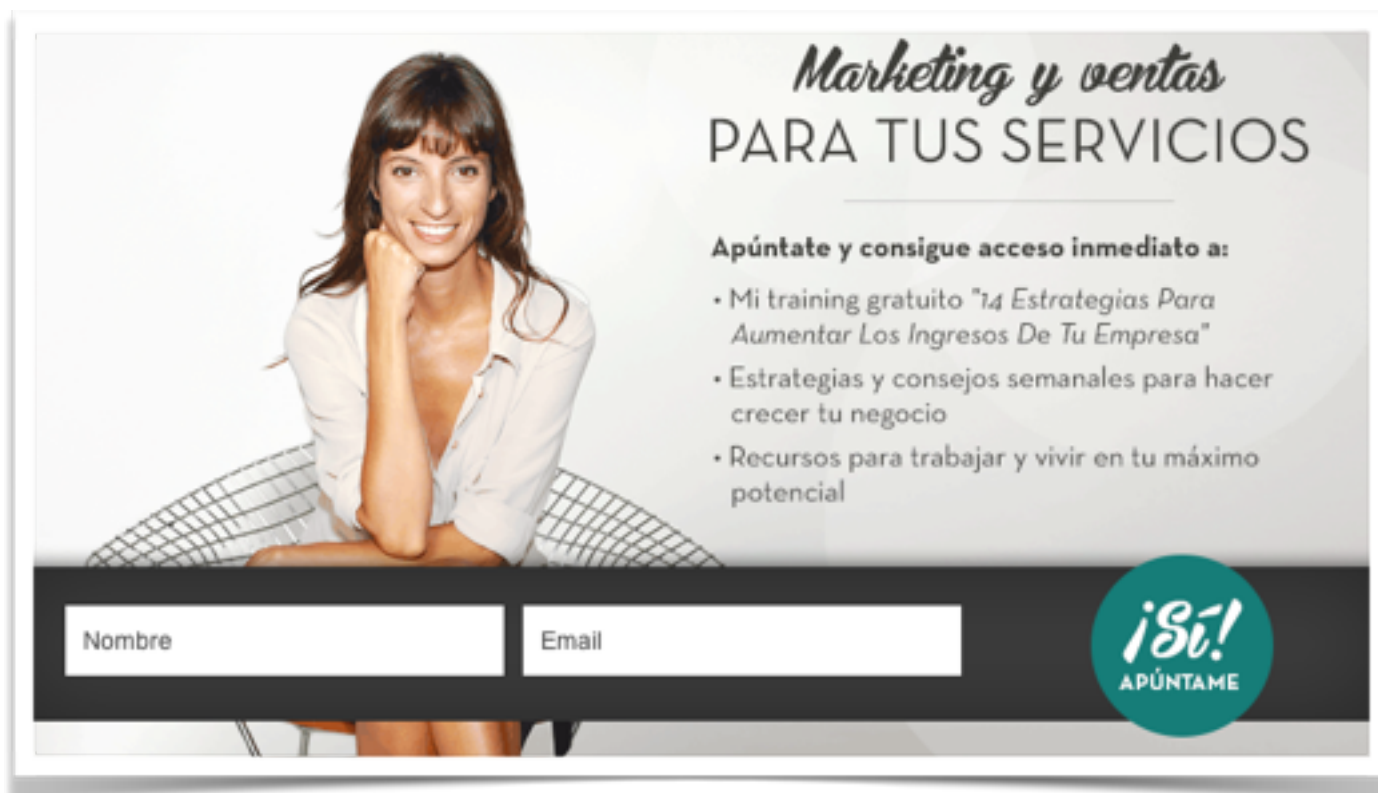 Marketing y ventas
PARA TUS SERVICIOS
Apúntate y consigue acceso inmediato a:
• Mi training gratuito "14 Estrategias Para
Aumentar Los Ingresos De Tu Empresa"
• Estrategias y consejos semanales para hacer
crecer tu negocio
• Recursos para trabajar y vivir en tu máximo
potencial
Nombre
Email
¡Sí!
APÚNTAME